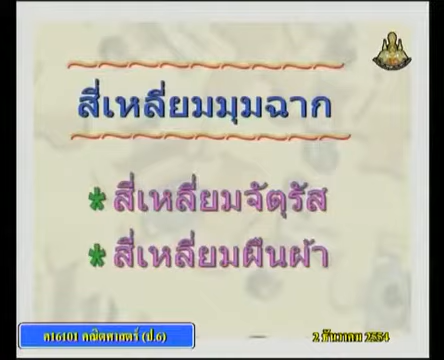 สี่เหลี่ยมมุมฉาก
* สี่เหลี่ยมจัตุรัส
* สี่เหลี่ยมผืนผ้า
ค16101 คณิตศาสตร์ (ป.๖)
2 ธันวาคม 2554